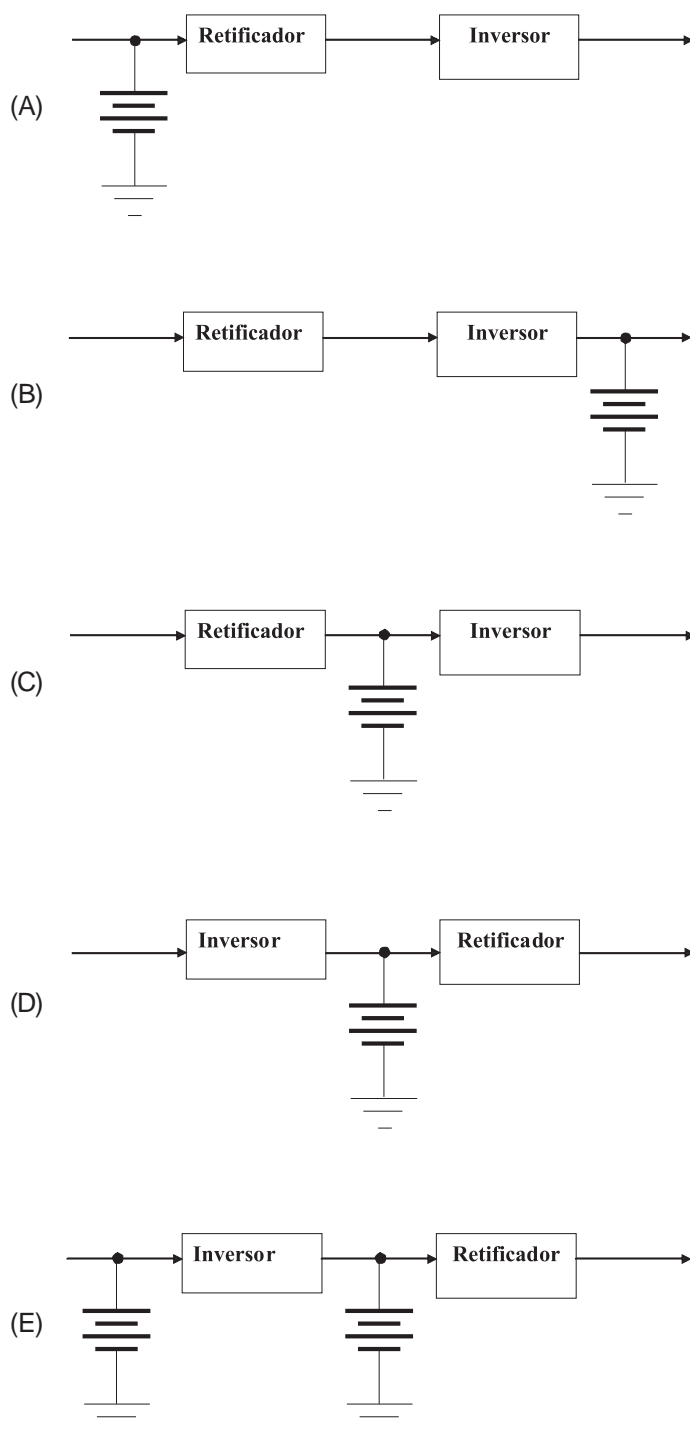 Retificador Inversor
(A)
Retificador Inversor
(B)
Retificador Inversor
(C)
Inversor Retificador
(D)
Inversor Retificador
(E)